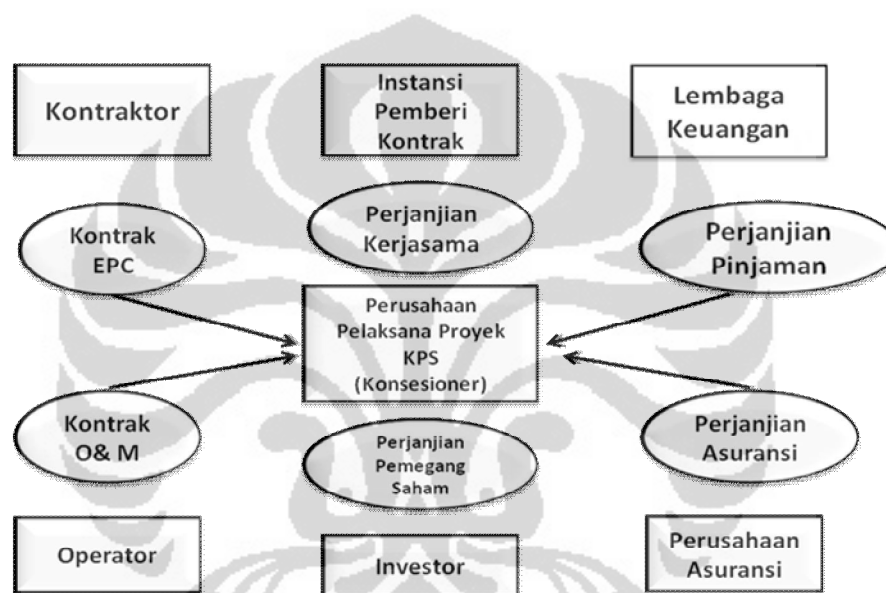 Kontraktor
Instansi
Pemberi
Kontrak
Lembaga
Keuangan
Kontrak
EPC
Perjanjian
Kerjasama
Perjanjian
Pinjaman
Perusahaan
Pelaksana Proyek
KPS
(Konsesioner)
Kontrak
O& M
Perjanjian
Pemegang
Saham
Perjanjian
Asuransi
Operator
Investor
Perusahaan
Asuransi